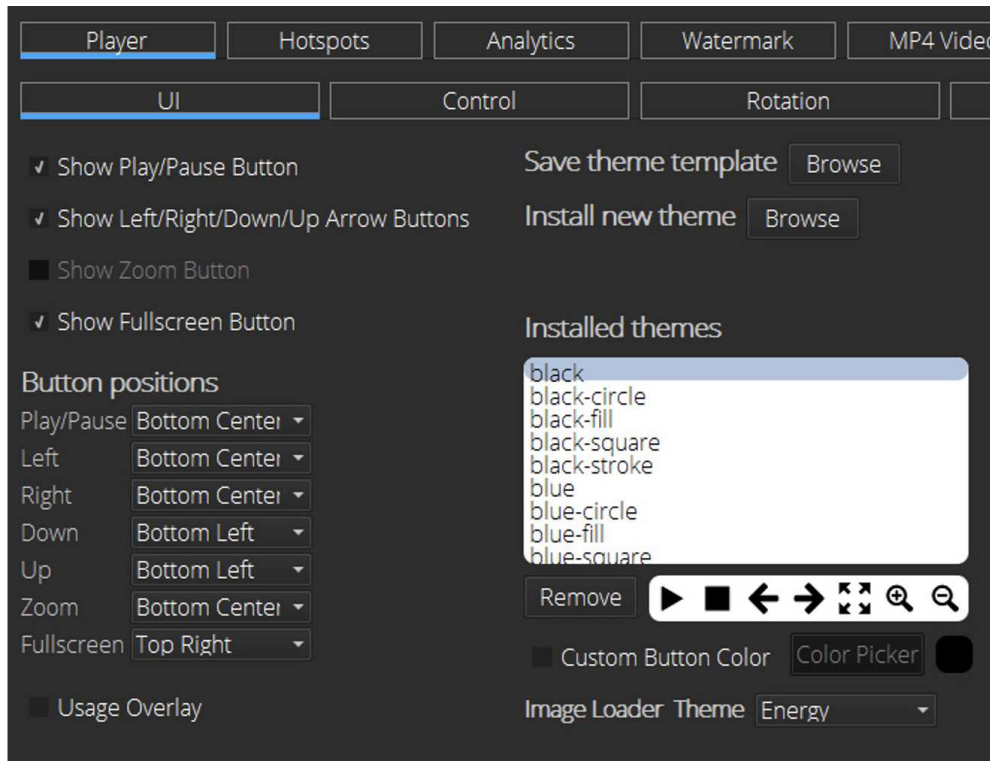 Player Hotspots Analytics Watermark MP4 Video
UI Control Rotation
Show Play/Pause Button
Show Left/Right/Down/Up Arrow Buttons
Show Zoom Button
Show Fullscreen Button
Button positions
Play/Pause Bottom Center
Left Bottom Center
Right Bottom Center
Down Bottom Left
Up Bottom Left
Zoom Bottom Center
Fullscreen Top Right
Usage Overlay
Save theme template Browse
Install new theme Browse
Installed themes
black
black-circle
black-fill
black-square
black-stroke
blue
blue-circle
blue-fill
blue-square
Remove
Custom Button Color Color Picker
Image Loader Theme Energy